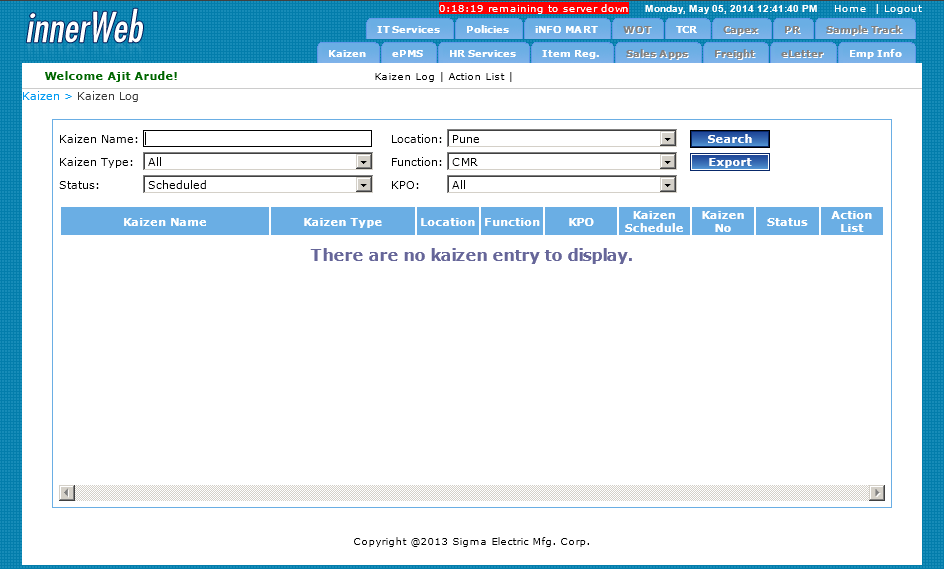 innerWeb
0:18:19 remaining to server down Monday, May 05, 2014 12:41:40 PM Home | Logout
IT Services Policies iNFO MART WOT TCR Capex PR Sample Track
Kaizen ePMS HR Services Item Reg. Sales Apps Freight eLetter Emp Info
Welcome Ajit Arude! Kaizen Log | Action List |
Kaizen > Kaizen Log
Kaizen Name: Location: Pune Search
Kaizen Type: All Function: CMR Export
Status: Scheduled KPO: All
Kaizen Name Kaizen Type Location Function KPO Kaizen Schedule Kaizen No Status Action List
There are no kaizen entry to display.
Copyright @2013 Sigma Electric Mfg. Corp.